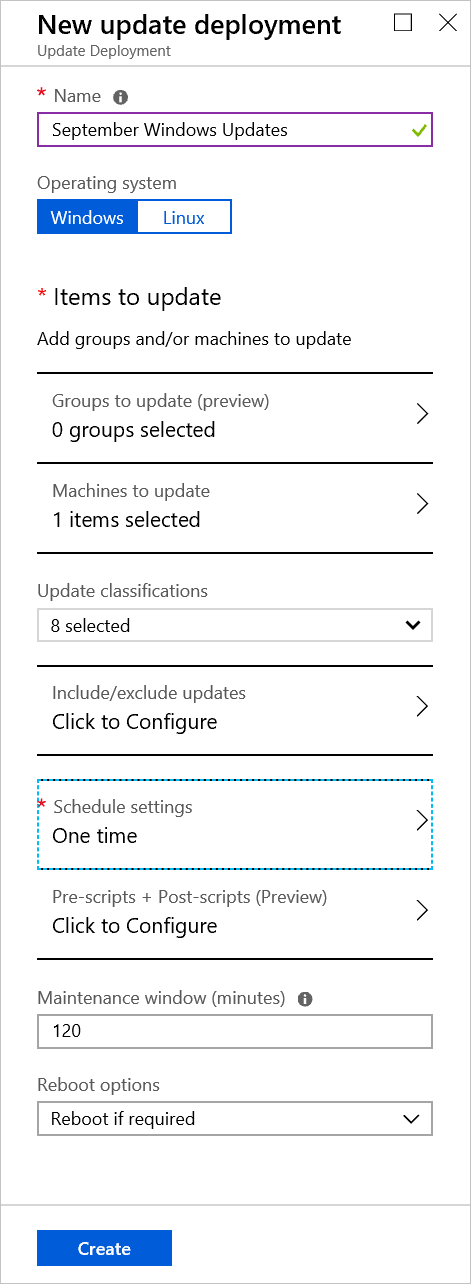 New update deployment
Update Deployment
* Name
September Windows Updates
Operating system
Windows Linux
* Items to update
Add groups and/or machines to update
Groups to update (preview)
0 groups selected
Machines to update
1 items selected
Update classifications
8 selected
Include/exclude updates
Click to Configure
* Schedule settings
One time
Pre-scripts + Post-scripts (Preview)
Click to Configure
Maintenance window (minutes)
120
Reboot options
Reboot if required
Create